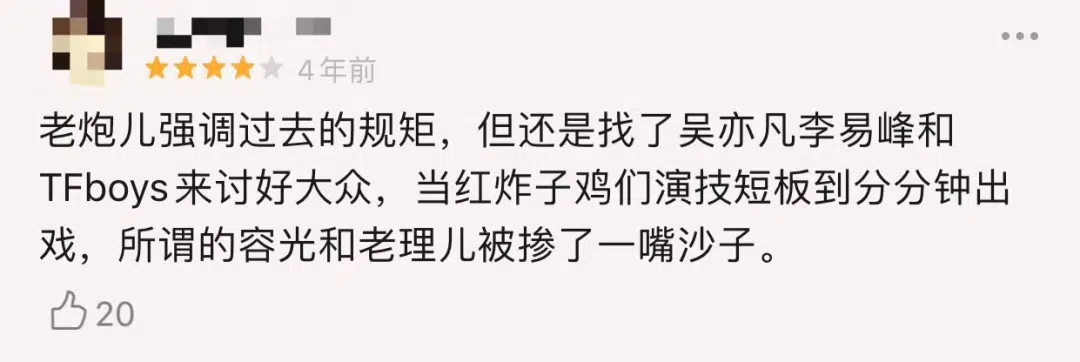 4年前
老炮儿强调过去的规矩，但还是找了吴亦凡李易峰和
TFboys来讨好大众，当红炸子鸡们演技短板到分分钟出
戏，所谓的容光和老理儿被掺了一嘴沙子。
20